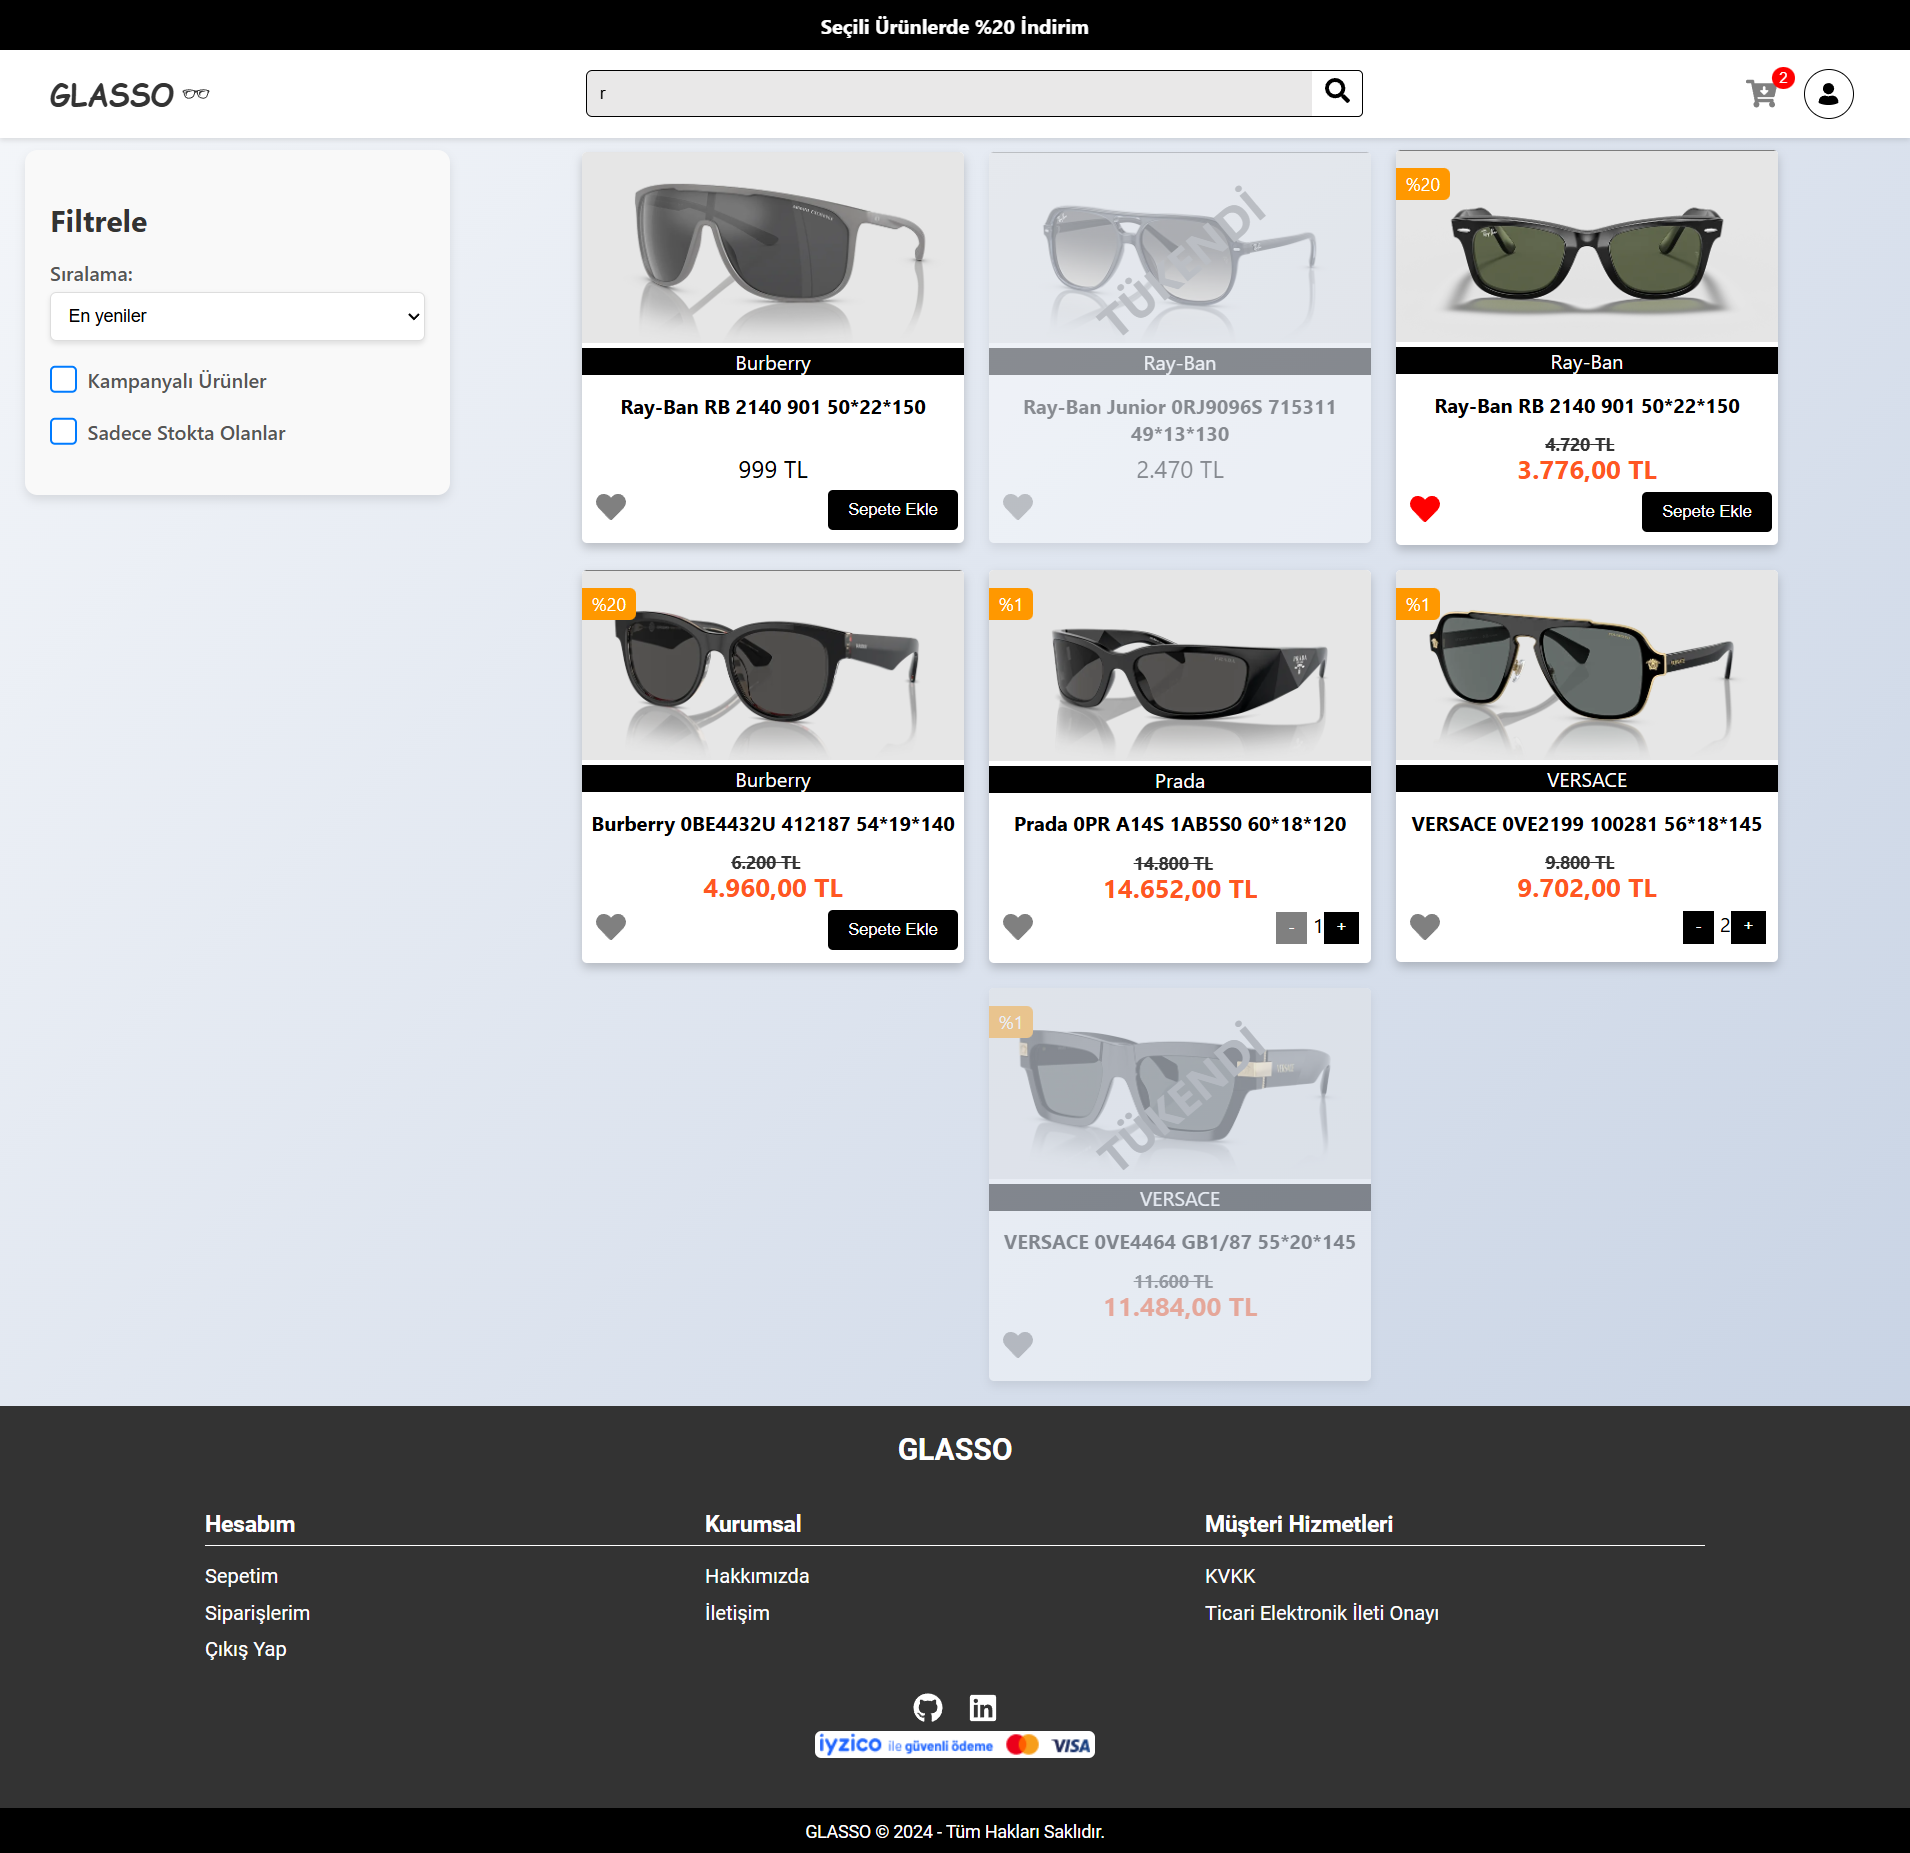 Seçili Ürünlerde %20 İndirim
GLASSO
r
2
Filtrele
Sıralama:
En yeniler
Kampanyalı Ürünler
Sadece Stokta Olanlar
Burberry
Ray-Ban RB 2140 901 50*22*150
999 TL
Sepete Ekle
TÜKENDİ
Ray-Ban
Ray-Ban Junior 0RJ9096S 715311
49*13*130
2.470 TL
%20
Ray-Ban
Ray-Ban RB 2140 901 50*22*150
4.720 TL
3.776,00 TL
Sepete Ekle
%20
Burberry
Burberry 0BE4432U 412187 54*19*140
6.200 TL
4.960,00 TL
Sepete Ekle
%1
PRADA
Prada
Prada 0PR A14S 1AB5S0 60*18*120
14.800 TL
14.652,00 TL
- 1 +
%1
VERSACE
VERSACE 0VE2199 100281 56*18*145
9.800 TL
9.702,00 TL
- 2 +
%1
TÜKENDİ
VERSACE
VERSACE 0VE4464 GB1/87 55*20*145
11.600 TL
11.484,00 TL
GLASSO
Hesabım
Sepetim
Siparişlerim
Çıkış Yap
Kurumsal
Hakkımızda
İletişim
Müşteri Hizmetleri
KVKK
Ticari Elektronik İleti Onayı
in
iyzico ile güvenli ödeme VISA
GLASSO © 2024 - Tüm Hakları Saklıdır.